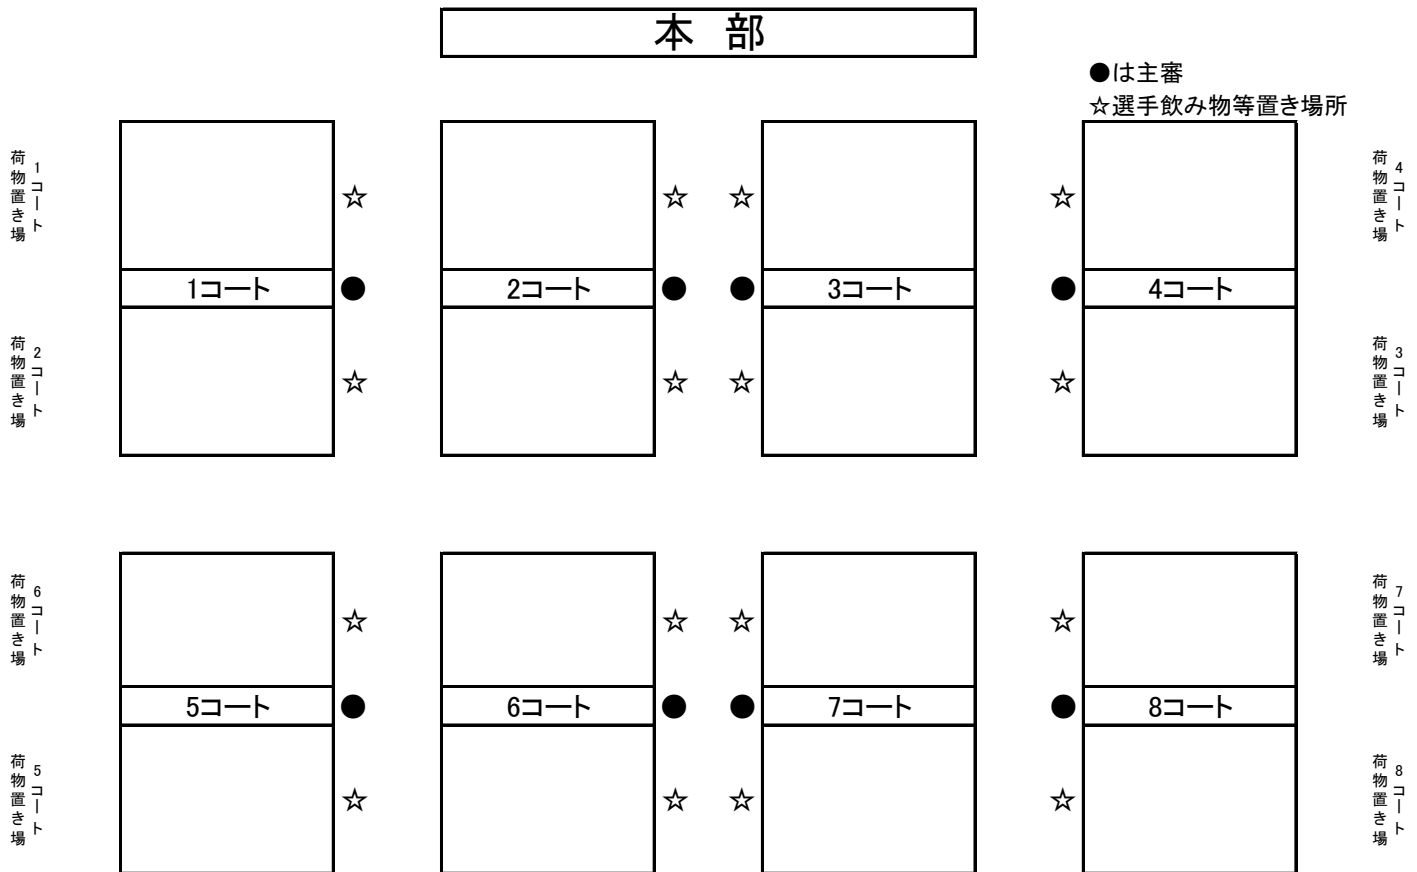 本 部
●は主審
☆選手飲み物等置き場所
1コート
荷物置き場
☆
☆
☆
☆
4コート
荷物置き場
1コート
●
2コート
●
●
3コート
●
4コート
2コート
荷物置き場
☆
☆
☆
☆
3コート
荷物置き場
6コート
荷物置き場
☆
☆
☆
☆
7コート
荷物置き場
5コート
●
6コート
●
●
7コート
●
8コート
5コート
荷物置き場
☆
☆
☆
☆
8コート
荷物置き場